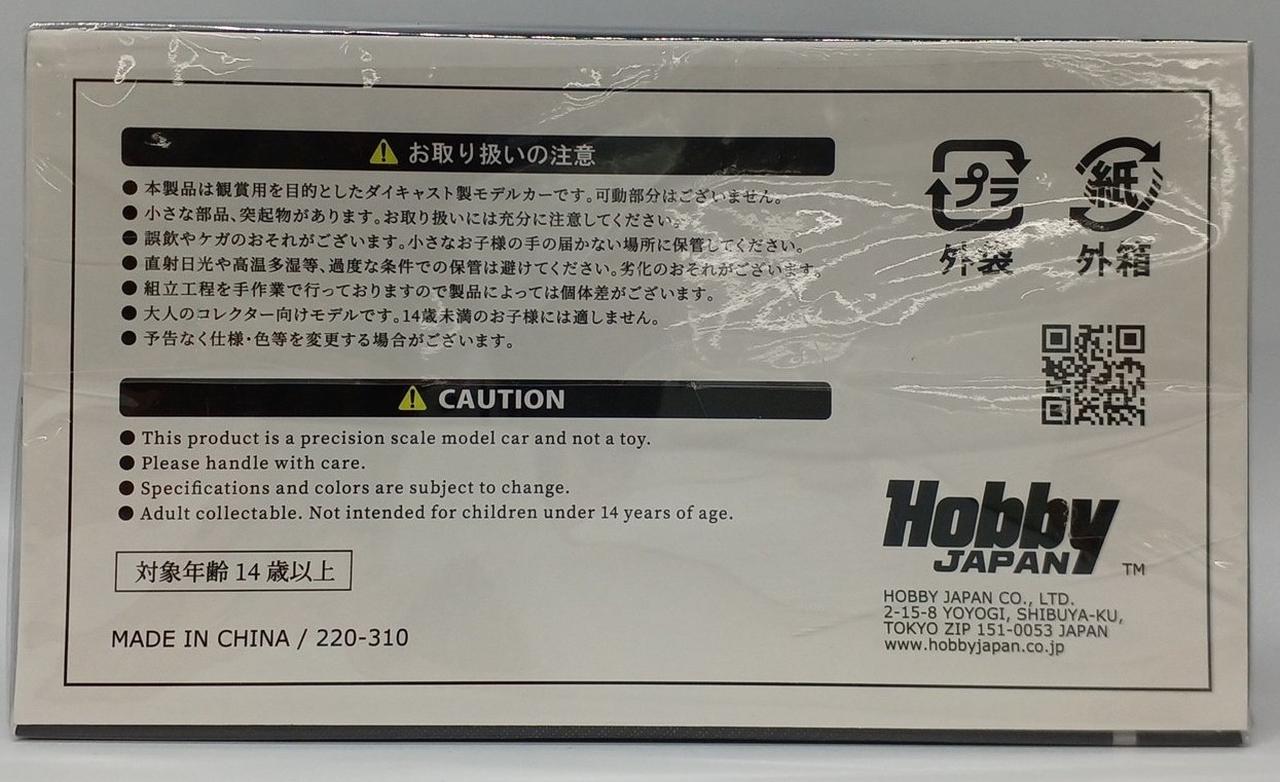 お取り扱いの注意
● 本製品は観賞用を目的としたダイキャスト製モデルカーです。可動部分はございません。
● 小さな部品、突起物があります。お取り扱いには充分に注意してください。
● 誤飲やケガのおそれがございます。小さなお子様の手の届かない場所に保管してください。
● 直射日光や高温多湿等、過度な条件での保管は避けてください。劣化のおそれがございます。
● 組立工程を手作業で行っておりますので製品によっては個体差がございます。
● 大人のコレクター向けモデルです。14歳未満のお子様には適しません。
● 予告なく仕様・色等を変更する場合がございます。
CAUTION
● This product is a precision scale model car and not a toy.
● Please handle with care.
● Specifications and colors are subject to change.
● Adult collectable. Not intended for children under 14 years of age.
対象年齢 14 歳以上
MADE IN CHINA / 220-310
プラ 紙
外袋 外箱
Hobby
JAPAN TM
HOBBY JAPAN CO., LTD.
2-15-8 YOYOGI, SHIBUYA-KU,
TOKYO ZIP 151-0053 JAPAN
www.hobbyjapan.co.jp